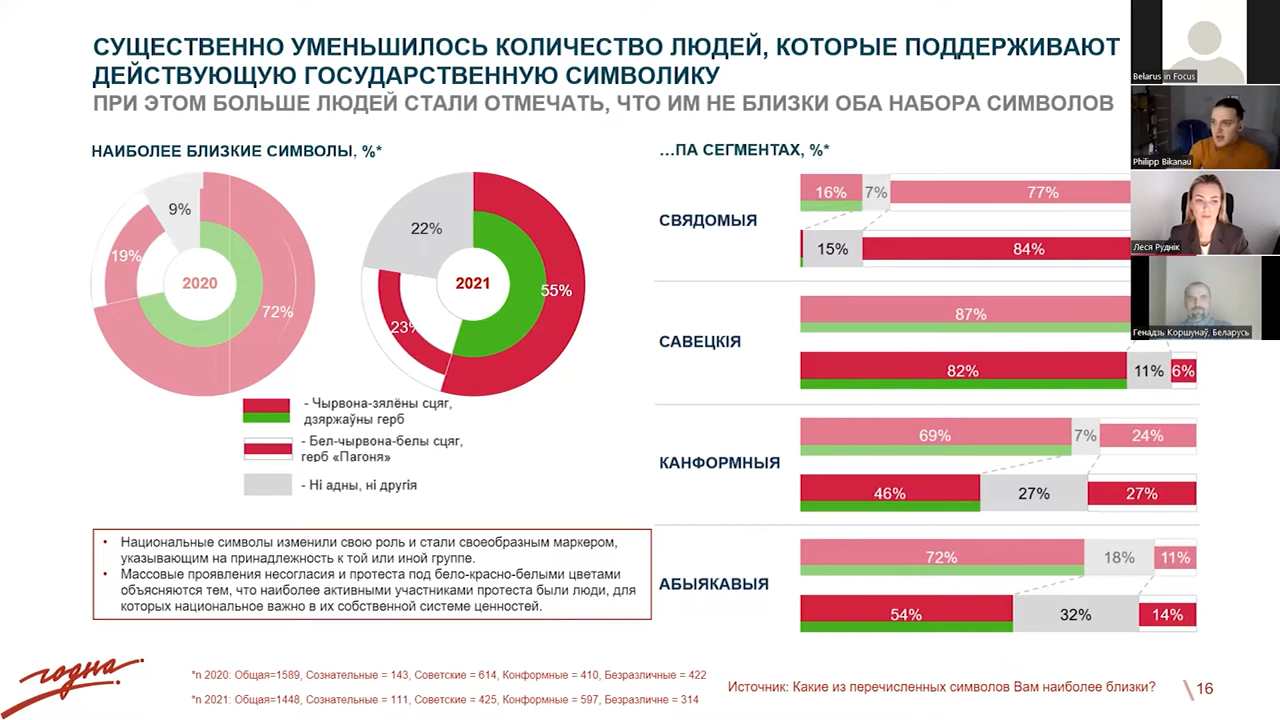 СУЩЕСТВЕННО УМЕНЬШИЛОСЬ КОЛИЧЕСТВО ЛЮДЕЙ, КОТОРЫЕ ПОДДЕРЖИВАЮТ
ДЕЙСТВУЮЩУЮ ГОСУДАРСТВЕННУЮ СИМВОЛИКУ
ПРИ ЭТОМ БОЛЬШЕ ЛЮДЕЙ СТАЛИ ОТМЕЧАТЬ, ЧТО ИМ НЕ БЛИЗКИ ОБА НАБОРА СИМВОЛОВ
Belarus in Focus
Philipp Bikanau
Леся Руднік
Генадзь Коршунаў, Беларусь
НАИБОЛЕЕ БЛИЗКИЕ СИМВОЛЫ, %*
9%
19%
2020
72%
22%
2021
55%
23%
- Чырвона-зялёны сцяг,
дзяржаўны герб
- Бел-чырвона-белы сцяг,
герб «Пагоня»
- Ні адны, ні другія
...ПА СЕГМЕНТАХ, %*
СВЯДОМЫЯ
16% 7% 77%
15% 84%
САВЕЦКІЯ
87%
82% 11% 6%
КАНФОРМНЫЯ
69% 7% 24%
46% 27% 27%
АБЫЯКАВЫЯ
72% 18% 11%
54% 32% 14%
• Национальные символы изменили свою роль и стали своеобразным маркером,
указывающим на принадлежность к той или иной группе.
• Массовые проявления несогласия и протеста под бело-красно-белыми цветами
объясняются тем, что наиболее активными участниками протеста были люди, для
которых национальное важно в их собственной системе ценностей.
годна
*n 2020: Общая=1589, Сознательные = 143, Советские = 614, Конформные = 410, Безразличные = 422
*n 2021: Общая=1448, Сознательные = 111, Советские = 425, Конформные = 597, Безразличне = 314
Источник: Какие из перечисленных символов Вам наиболее близки?
16